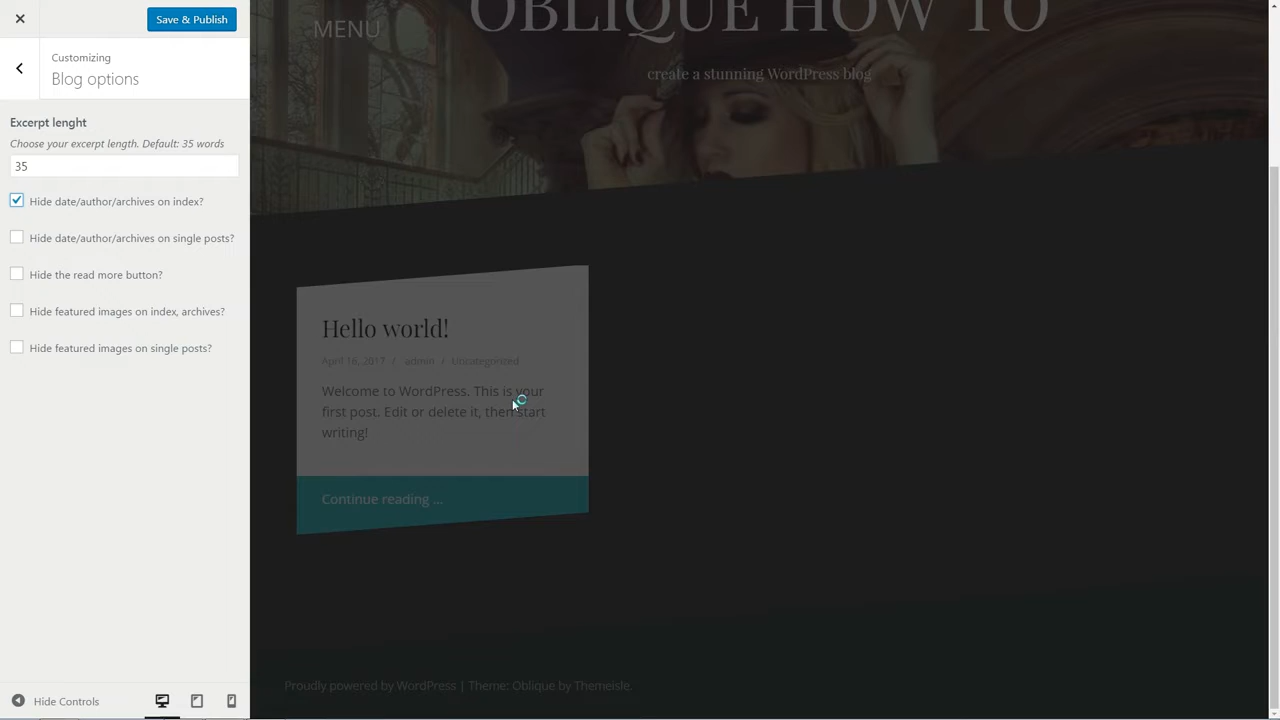 Save & Publish
Customizing
Blog options
Excerpt lenght
Choose your excerpt length. Default: 35 words
35
Hide date/author/archives on index?
Hide date/author/archives on single posts?
Hide the read more button?
Hide featured images on index, archives?
Hide featured images on single posts?
Hide Controls
MENU
OBLIQUE HOW TO
create a stunning WordPress blog
Hello world!
April 18, 2017 / admin / Uncategorized
Welcome to WordPress. This is your
first post. Edit or delete it, then start
writing!
Continue reading ...
Proudly powered by WordPress | Theme: Oblique by Themeisle.